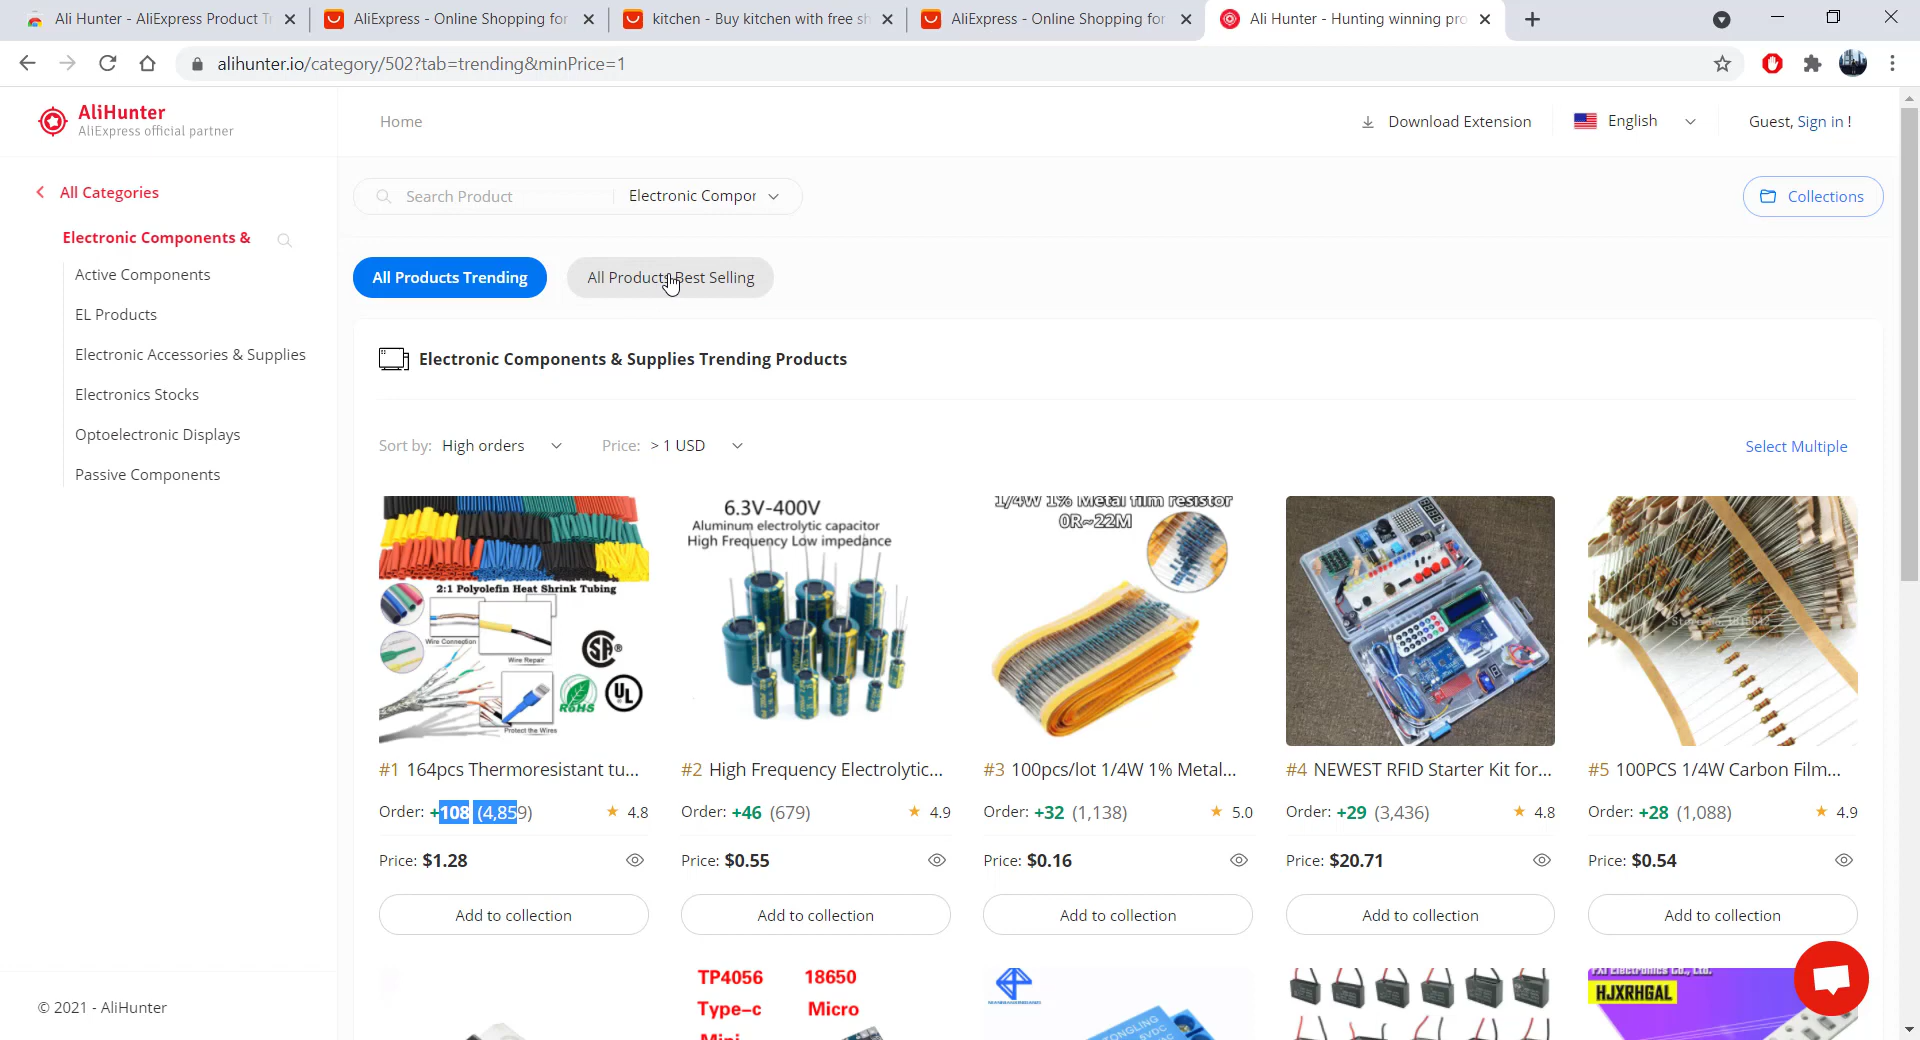 Ali Hunter - AliExpress Product Tr
AliExpress - Online Shopping for
kitchen - Buy kitchen with free sh
AliExpress - Online Shopping for
Ali Hunter - Hunting winning pro
alihunter.io/category/502?tab=trending&minPrice=1
AliHunter
AliExpress official partner
Home
Download Extension
English
Guest, Sign in !
All Categories
Search Product
Electronic Compor
Collections
Electronic Components &
Active Components
EL Products
Electronic Accessories & Supplies
Electronics Stocks
Optoelectronic Displays
Passive Components
All Products Trending
All Products Best Selling
Electronic Components & Supplies Trending Products
Sort by: High orders
Price: > 1 USD
Select Multiple
2:1 Polyolefin Heat Shrink Tubing
Wire Connection
Wire Repair
Protect the Wires
RoHS
UL
6.3V-400V
Aluminum electrolytic capacitor
High Frequency Low impedance
1/4W 1% Metal film resistor
0R~22M
#1 164pcs Thermoresistant tu...
Order: +108 (4,859)
4.8
Price: $1.28
Add to collection
#2 High Frequency Electrolytic...
Order: +46 (679)
4.9
Price: $0.55
Add to collection
#3 100pcs/lot 1/4W 1% Metal...
Order: +32 (1,138)
5.0
Price: $0.16
Add to collection
#4 NEWEST RFID Starter Kit for...
Order: +29 (3,436)
4.8
Price: $20.71
Add to collection
#5 100PCS 1/4W Carbon Film...
Order: +28 (1,088)
4.9
Price: $0.54
Add to collection
TP4056 18650
Type-c Micro
Mini
HJXRHGAL
© 2021 - AliHunter